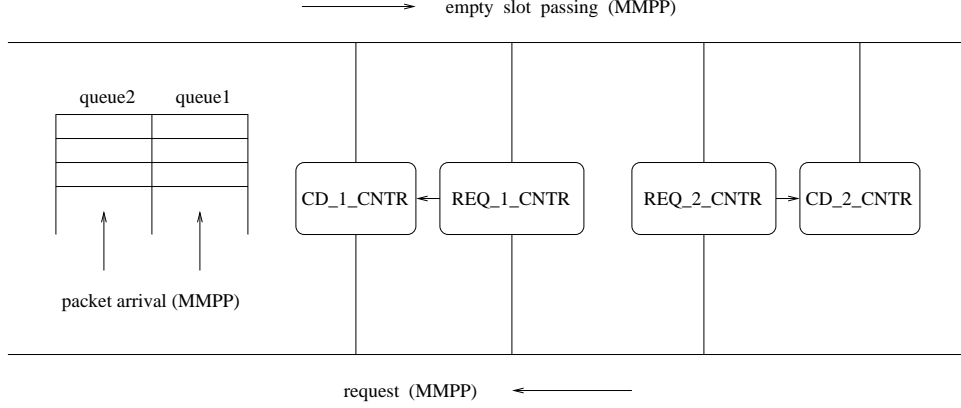 empty slot passing (MMPP)
queue2 queue1
CD_1_CNTR REQ_1_CNTR REQ_2_CNTR CD_2_CNTR
packet arrival (MMPP)
request (MMPP)